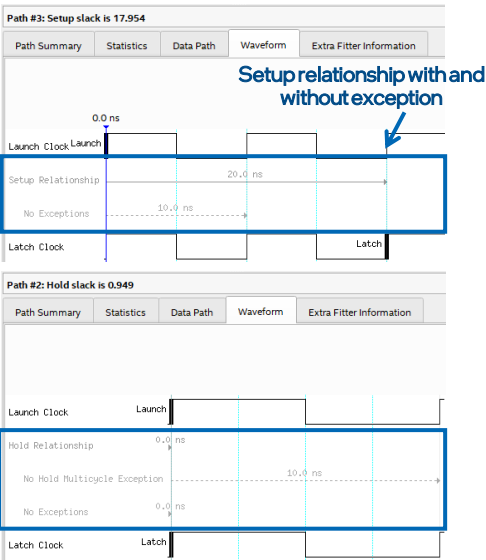 Path #3: Setup slack is 17.954
Path Summary Statistics Data Path Waveform Extra Fitter Information
Setup relationship with and
without exception
0.0 ns
Launch Clock Launch
Setup Relationship 20.0 ns
No Exceptions 10.0 ns
Latch Clock Latch
Path #2: Hold slack is 0.949
Path Summary Statistics Data Path Waveform Extra Fitter Information
Launch Clock Launch
Hold Relationship 0.0 ns
No Hold Multicycle Exception 10.0 ns
No Exceptions 0.0 ns
Latch Clock Latch